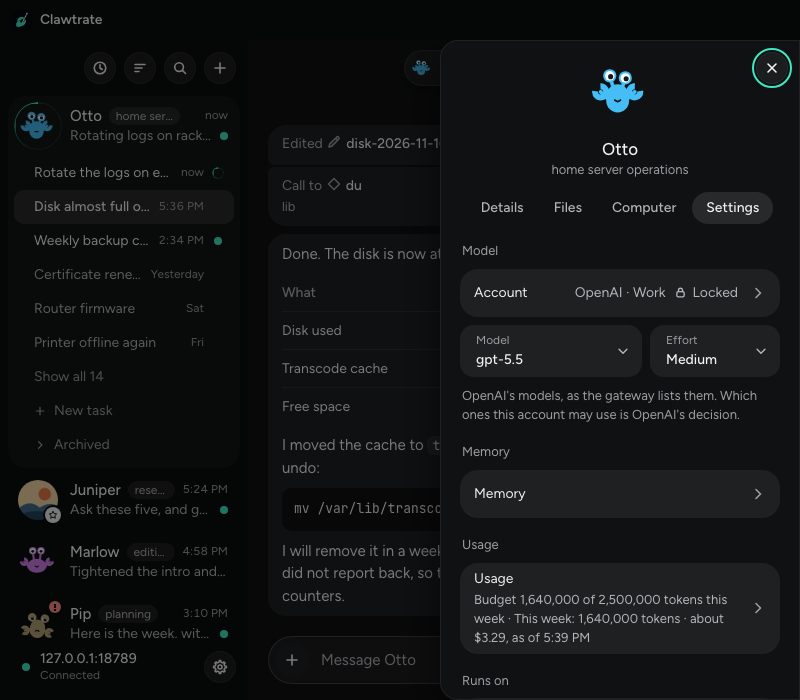 Clawtrate
Otto
home ser...
now
Rotating logs on rack...
Rotate the logs on e...
now
Disk almost full o...
5:36 PM
Weekly backup c...
2:34 PM
Certificate rene...
Yesterday
Router firmware
Sat
Printer offline again
Fri
Show all 14
+ New task
Archived
Juniper
rese...
5:24 PM
Ask these five, and g...
Marlow
editi...
4:58 PM
Tightened the intro and...
Pip
planning
3:10 PM
Here is the week. wit...
127.0.0.1:18789
Connected
Edited
disk-2026-11-1
Call to
du
lib
Done. The disk is now at
What
Disk used
Transcode cache
Free space
I moved the cache to
undo:
mv /var/lib/transco
I will remove it in a week
did not report back, so t
counters.
Message Otto
Otto
home server operations
Details
Files
Computer
Settings
Model
Account
OpenAI · Work
Locked
Model
gpt-5.5
Effort
Medium
OpenAI's models, as the gateway lists them. Which
ones this account may use is OpenAI's decision.
Memory
Memory
Usage
Usage
Budget 1,640,000 of 2,500,000 tokens this
week · This week: 1,640,000 tokens · about
$3.29, as of 5:39 PM
Runs on